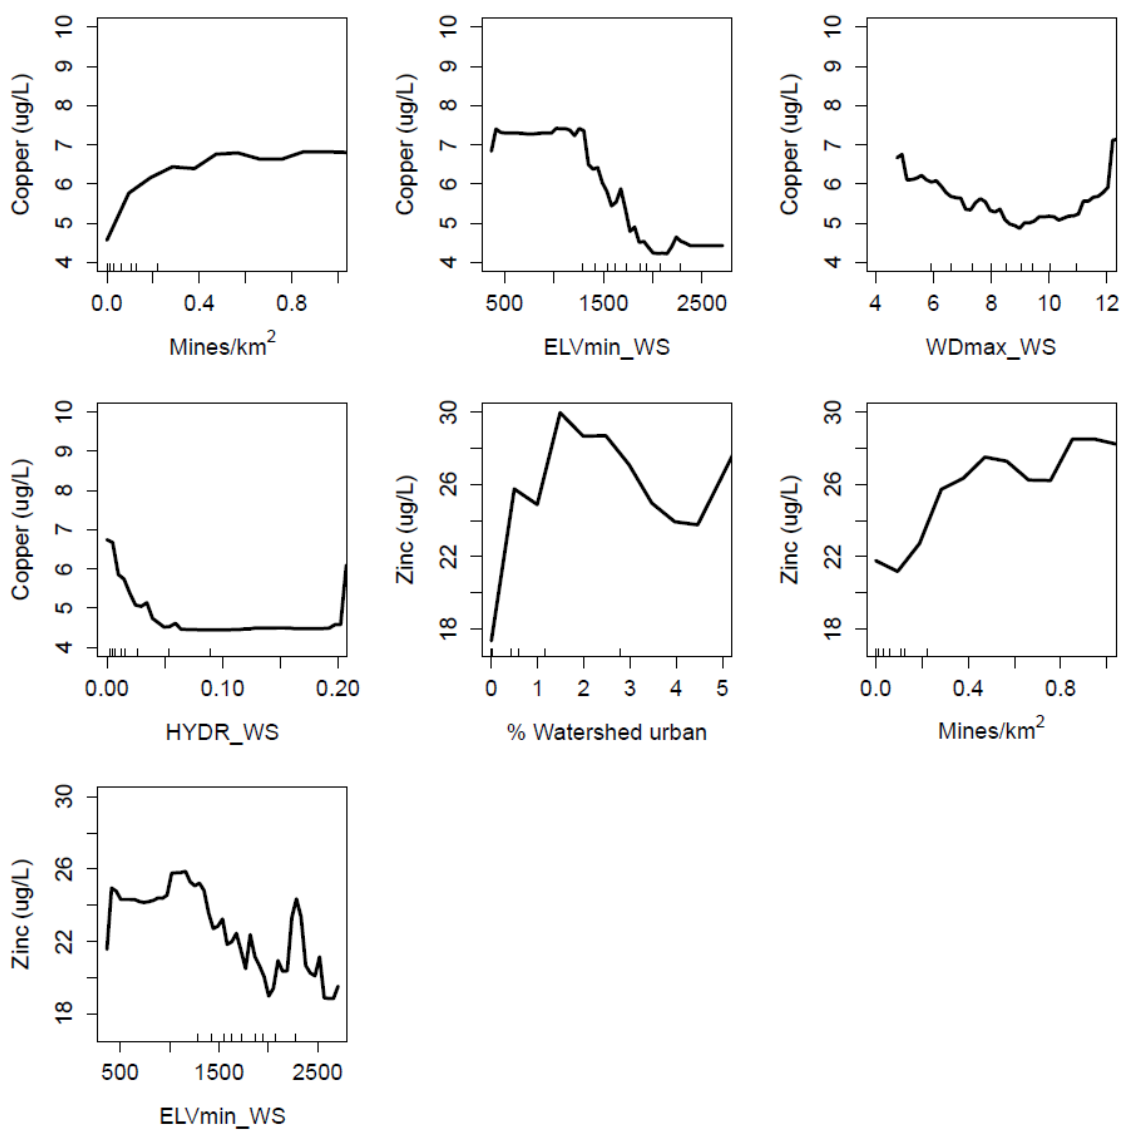 10
9
8
7
6
5
4
Copper (ug/L)
0.0 0.4 0.8
Mines/km²
10
9
8
7
6
5
4
Copper (ug/L)
500 1500 2500
ELVmin_WS
10
9
8
7
6
5
4
Copper (ug/L)
4 6 8 10 12
WDmax_WS
10
9
8
7
6
5
4
Copper (ug/L)
0.00 0.10 0.20
HYDR_WS
30
26
22
18
Zinc (ug/L)
0 1 2 3 4 5
% Watershed urban
30
26
22
18
Zinc (ug/L)
0.0 0.4 0.8
Mines/km²
30
26
22
18
Zinc (ug/L)
500 1500 2500
ELVmin_WS